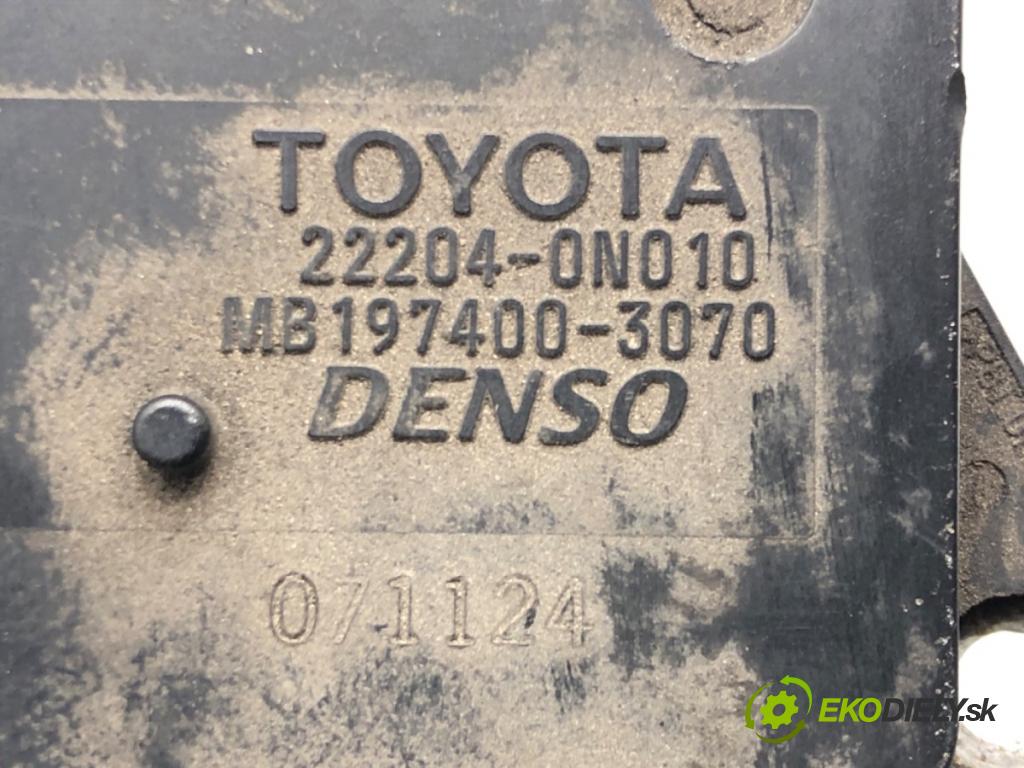 TOYOTA
22204-0N010
MB197400-3070
DENSO
071124
EKODIELY.sk